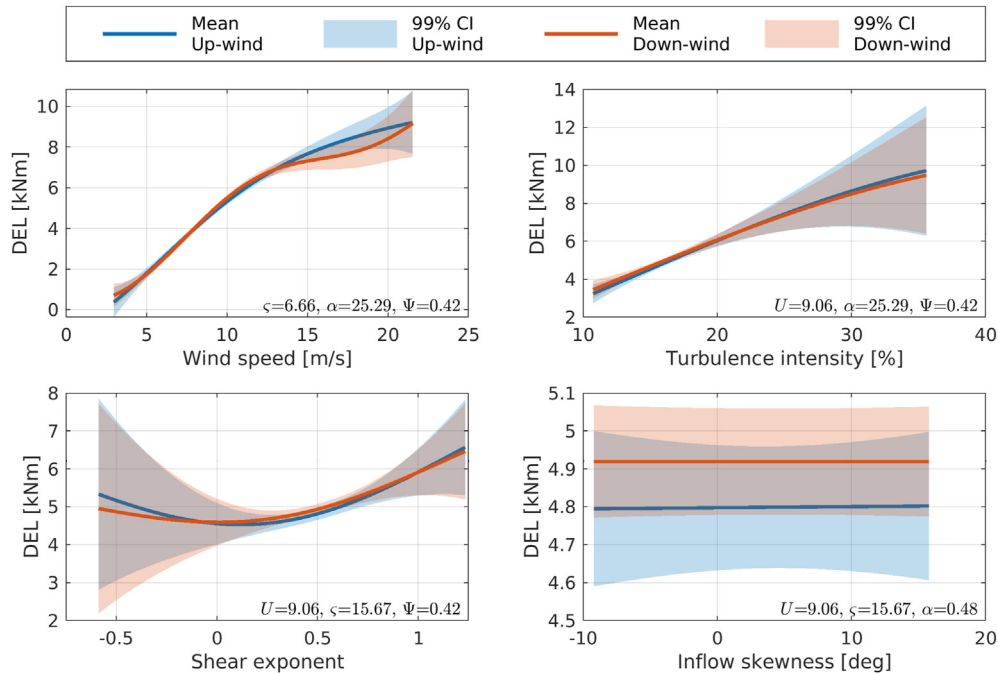 Mean Up-wind
99% CI Up-wind
Mean Down-wind
99% CI Down-wind
10
8
6
4
2
0
DEL [kNm]
ς=6.66, α=25.29, Ψ=0.42
0 5 10 15 20 25
Wind speed [m/s]
14
12
10
8
6
4
2
DEL [kNm]
U=9.06, α=25.29, Ψ=0.42
10 20 30 40
Turbulence intensity [%]
8
7
6
5
4
3
2
DEL [kNm]
U=9.06, ς=15.67, Ψ=0.42
-0.5 0 0.5 1
Shear exponent
5.1
5
4.9
4.8
4.7
4.6
4.5
DEL [kNm]
U=9.06, ς=15.67, α=0.48
-10 0 10 20
Inflow skewness [deg]